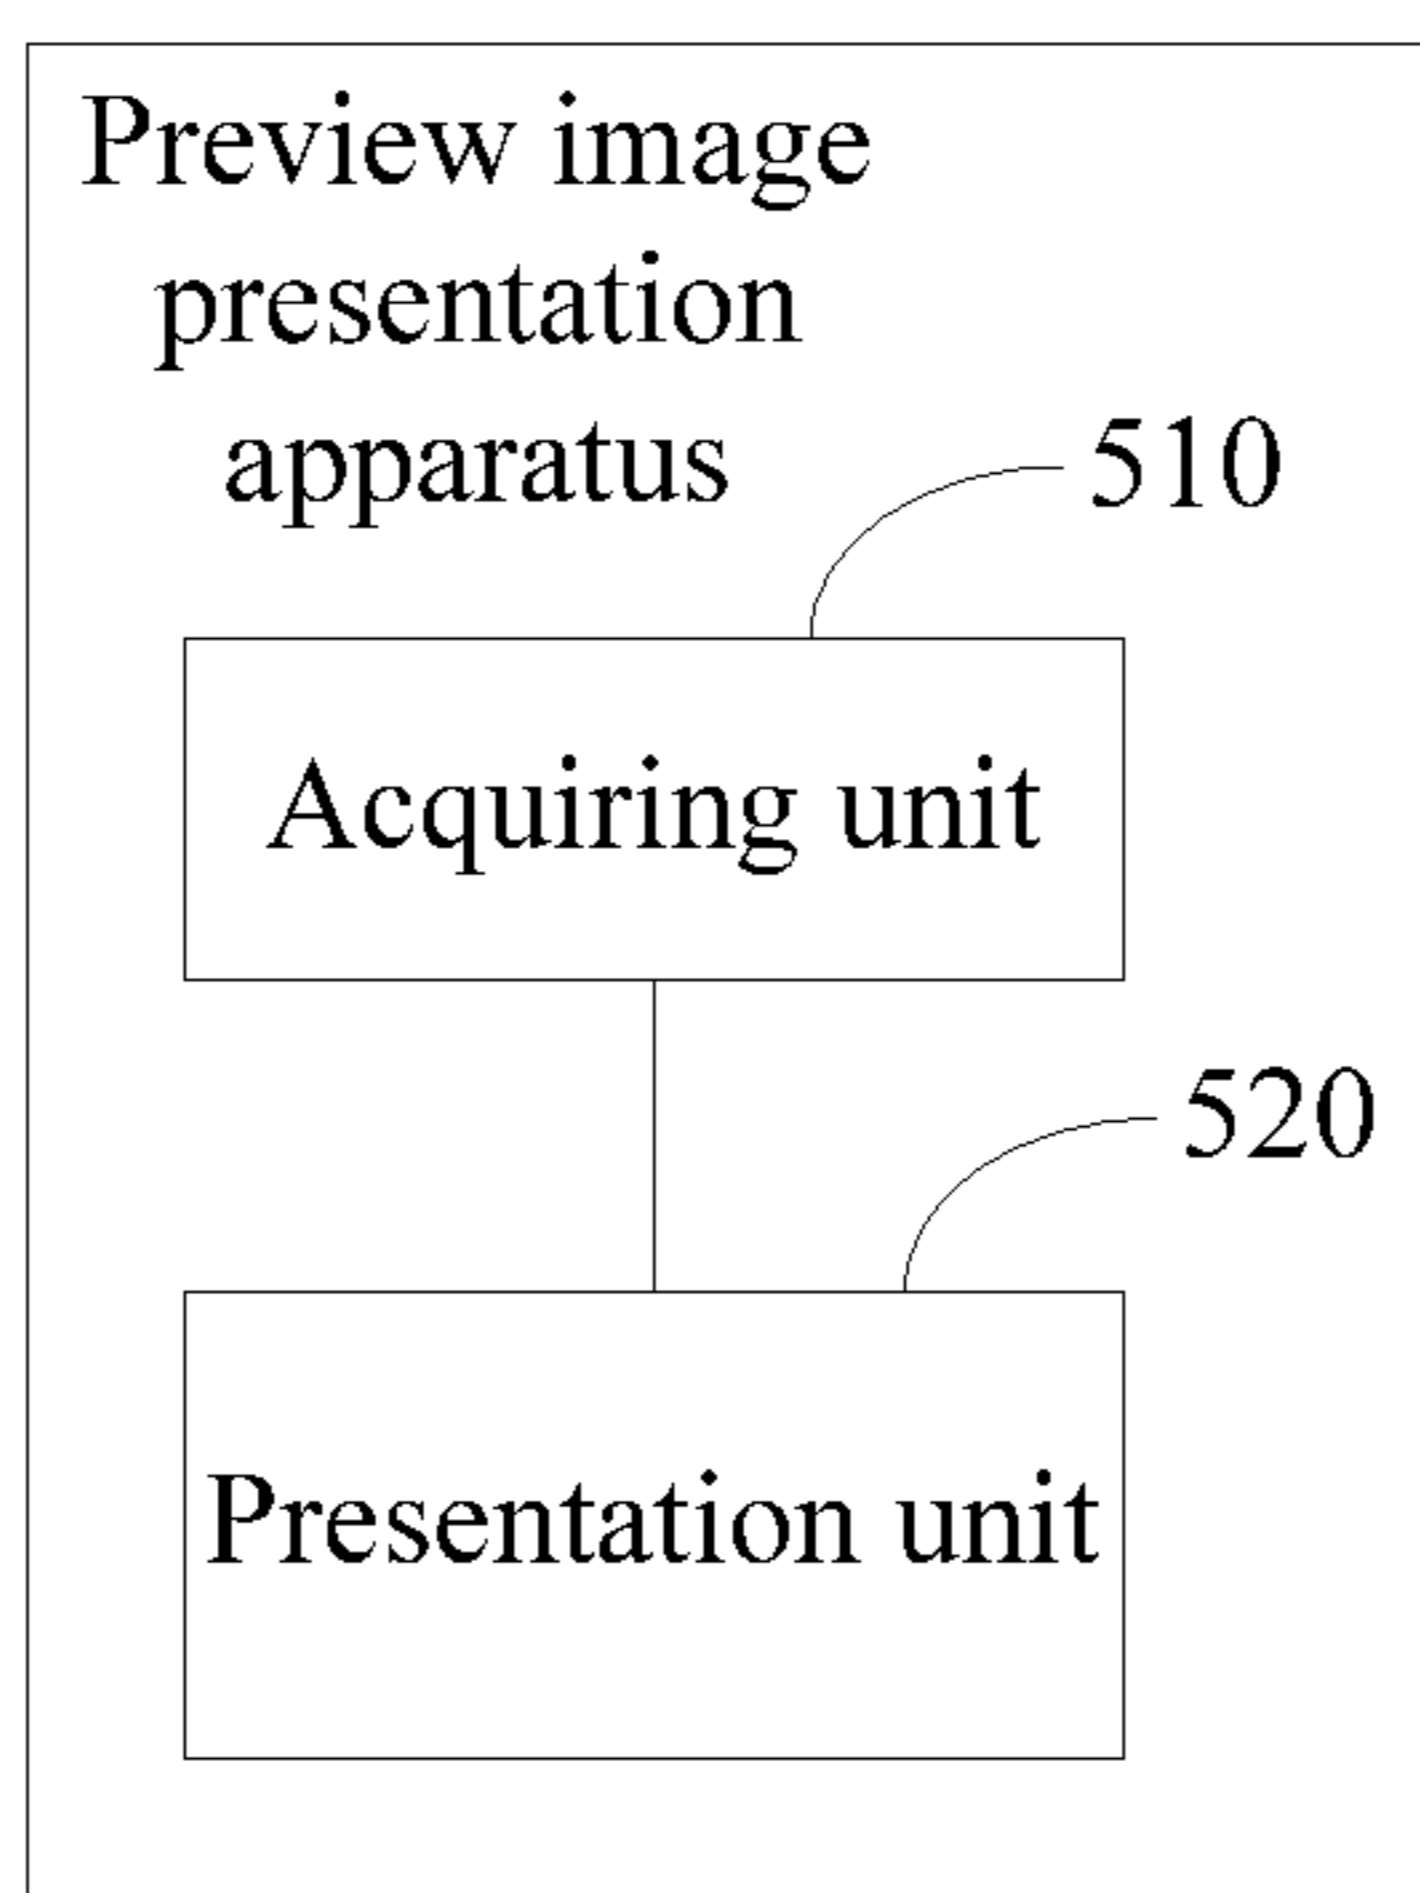 Preview image
presentation
apparatus
510
Acquiring unit
520
Presentation unit